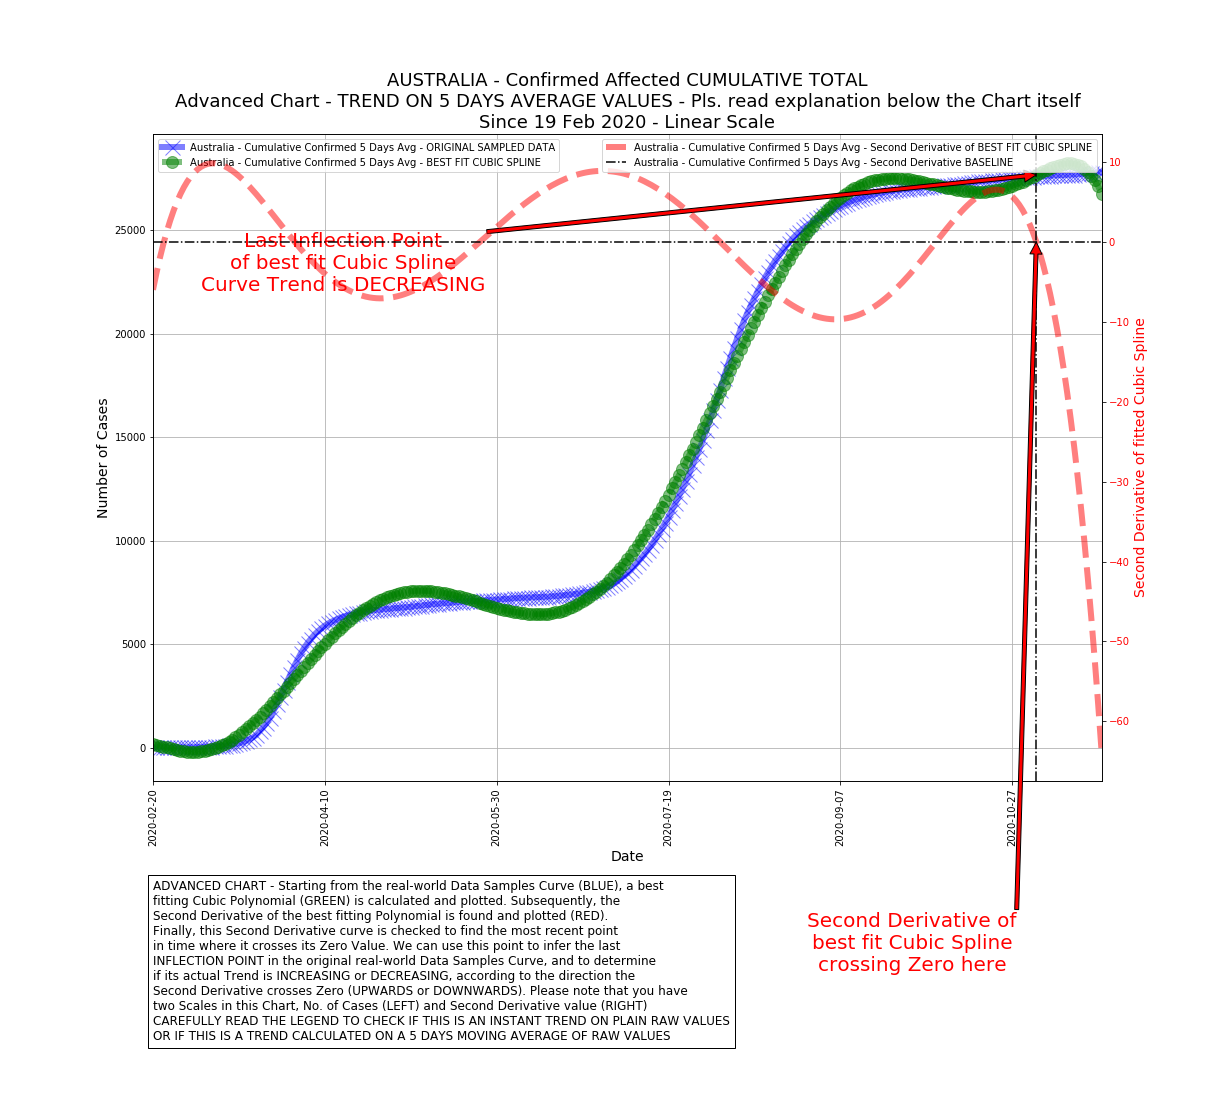 AUSTRALIA - Confirmed Affected CUMULATIVE TOTAL
Advanced Chart - TREND ON 5 DAYS AVERAGE VALUES - Pls. read explanation below the Chart itself
Since 19 Feb 2020 - Linear Scale
Australia - Cumulative Confirmed 5 Days Avg - ORIGINAL SAMPLED DATA
Australia - Cumulative Confirmed 5 Days Avg - BEST FIT CUBIC SPLINE
Australia - Cumulative Confirmed 5 Days Avg - Second Derivative of BEST FIT CUBIC SPLINE
Australia - Cumulative Confirmed 5 Days Avg - Second Derivative BASELINE
Last Inflection Point
of best fit Cubic Spline
Curve Trend is DECREASING
Number of Cases
25000
20000
15000
10000
5000
0
10
0
−10
−20
−30
−40
−50
−60
Second Derivative of fitted Cubic Spline
2020-02-20
2020-04-10
2020-05-30
2020-07-19
2020-09-07
2020-10-27
Date
ADVANCED CHART - Starting from the real-world Data Samples Curve (BLUE), a best
fitting Cubic Polynomial (GREEN) is calculated and plotted. Subsequently, the
Second Derivative of the best fitting Polynomial is found and plotted (RED).
Finally, this Second Derivative curve is checked to find the most recent point
in time where it crosses its Zero Value. We can use this point to infer the last
INFLECTION POINT in the original real-world Data Samples Curve, and to determine
if its actual Trend is INCREASING or DECREASING, according to the direction the
Second Derivative crosses Zero (UPWARDS or DOWNWARDS). Please note that you have
two Scales in this Chart, No. of Cases (LEFT) and Second Derivative value (RIGHT)
CAREFULLY READ THE LEGEND TO CHECK IF THIS IS AN INSTANT TREND ON PLAIN RAW VALUES
OR IF THIS IS A TREND CALCULATED ON A 5 DAYS MOVING AVERAGE OF RAW VALUES
Second Derivative of
best fit Cubic Spline
crossing Zero here